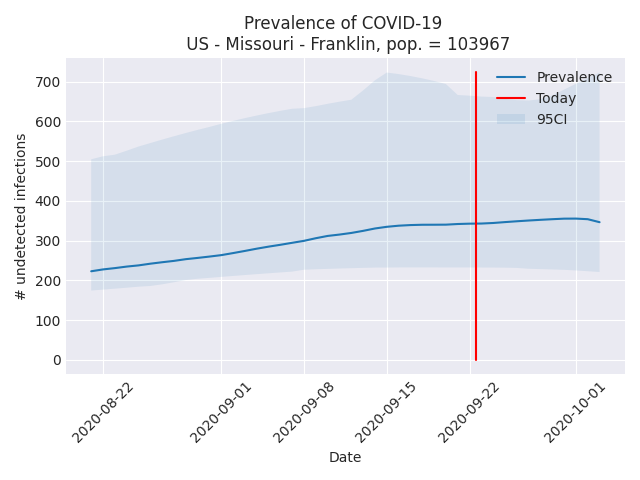 Prevalence of COVID-19
US - Missouri - Franklin, pop. = 103967
Prevalence
Today
95CI
# undetected infections
700
600
500
400
300
200
100
0
2020-08-22
2020-09-01
2020-09-08
2020-09-15
2020-09-22
2020-10-01
Date